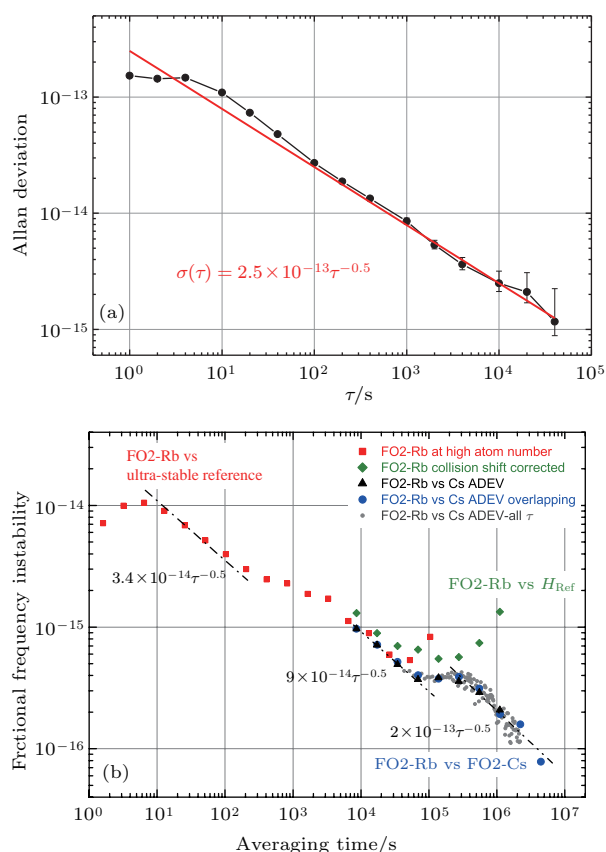 10⁻¹³
10⁻¹⁴
10⁻¹⁵
Allan deviation
σ(τ) = 2.5×10⁻¹³τ⁻⁰·⁵
(a)
10⁰ 10¹ 10² 10³ 10⁴ 10⁵
τ/s
FO2-Rb vs
ultra-stable reference
FO2-Rb at high atom number
FO2-Rb collision shift corrected
FO2-Rb vs Cs ADEV
FO2-Rb vs Cs ADEV overlapping
FO2-Rb vs Cs ADEV-all τ
10⁻¹⁴
10⁻¹⁵
10⁻¹⁶
Frctional frequency instability
3.4×10⁻¹⁴τ⁻⁰·⁵
FO2-Rb vs H_Ref
9×10⁻¹⁴τ⁻⁰·⁵
2×10⁻¹³τ⁻⁰·⁵
FO2-Rb vs FO2-Cs
(b)
10⁰ 10¹ 10² 10³ 10⁴ 10⁵ 10⁶ 10⁷
Averaging time/s